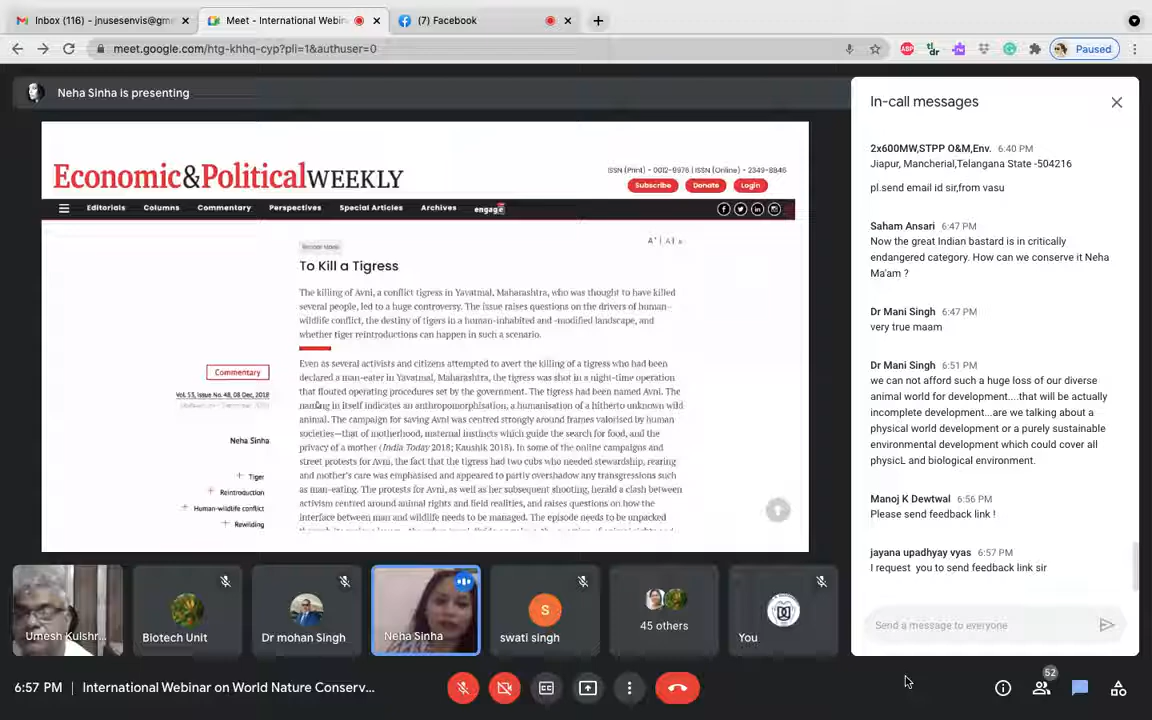 Inbox (116) - jnusesenvis@gm
Meet - International Webin
(7) Facebook
meet.google.com/htg-khhq-cyp?pli=1&authuser=0
ABP
tl;dr
Paused
Neha Sinha is presenting
Economic&PoliticalWEEKLY
ISSN (Print) - 0012-9976 | ISSN (Online) - 2349-8846
Subscribe Donate Login
Editorials Columns Commentary Perspectives Special Articles Archives engage
A+ | A | A
To Kill a Tigress
The killing of Avni, a conflict tigress in Yavatmal, Maharashtra, who was thought to have killed
several people, led to a huge controversy. The issue raises questions on the drivers of human–
wildlife conflict, the destiny of tigers in a human-inhabited and -modified landscape, and
whether tiger reintroductions can happen in such a scenario.
Commentary
Vol. 53, Issue No. 48, 08 Dec, 2018
Neha Sinha
+ Tiger
+ Reintroduction
+ Human-wildlife conflict
+ Rewilding
Even as several activists and citizens attempted to avert the killing of a tigress who had been
declared a man-eater in Yavatmal, Maharashtra, the tigress was shot in a night-time operation
that flouted operating procedures set by the government. The tigress had been named Avni. The
naming in itself indicates an anthropomorphisation, a humanisation of a hitherto unknown wild
animal. The campaign for saving Avni was centred strongly around frames valorised by human
societies—that of motherhood, maternal instincts which guide the search for food, and the
privacy of a mother (India Today 2018; Kaushik 2018). In some of the online campaigns and
street protests for Avni, the fact that the tigress had two cubs who needed stewardship, rearing
and mother's care was emphasised and appeared to partly overshadow any transgressions such
as man-eating. The protests for Avni, as well as her subsequent shooting, herald a clash between
activism centred around animal rights and field realities, and raises questions on how the
interface between man and wildlife needs to be managed. The episode needs to be unpacked
In-call messages
2x600MW,STPP O&M,Env. 6:40 PM
Jiapur, Mancherial,Telangana State -504216
pl.send email id sir,from vasu
Saham Ansari 6:47 PM
Now the great Indian bastard is in critically
endangered category. How can we conserve it Neha
Ma'am ?
Dr Mani Singh 6:47 PM
very true maam
Dr Mani Singh 6:51 PM
we can not afford such a huge loss of our diverse
animal world for development....that will be actually
incomplete development...are we talking about a
physical world development or a purely sustainable
environmental development which could cover all
physicL and biological environment.
Manoj K Dewtwal 6:56 PM
Please send feedback link !
jayana upadhyay vyas 6:57 PM
I request you to send feedback link sir
Send a message to everyone
Umesh Kulshr...
Biotech Unit
Dr mohan Singh
Neha Sinha
S
swati singh
45 others
You
6:57 PM | International Webinar on World Nature Conserv...
52